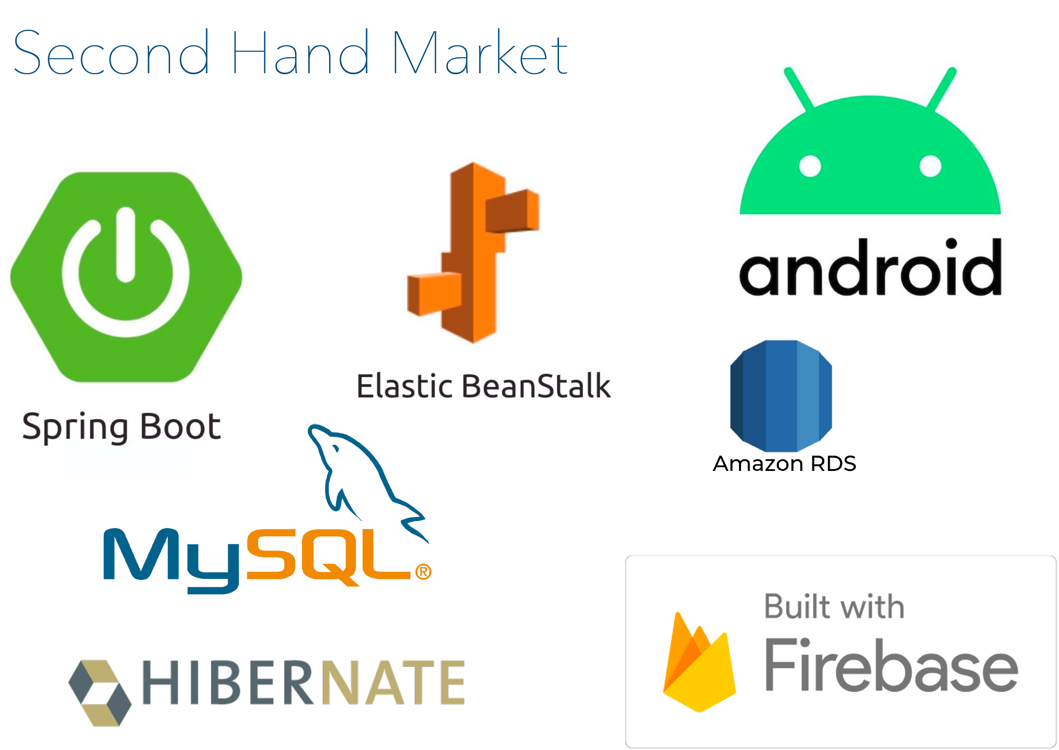 Second Hand Market
android
Elastic BeanStalk
Spring Boot
Amazon RDS
MySQL®
Built with
Firebase
HIBERNATE